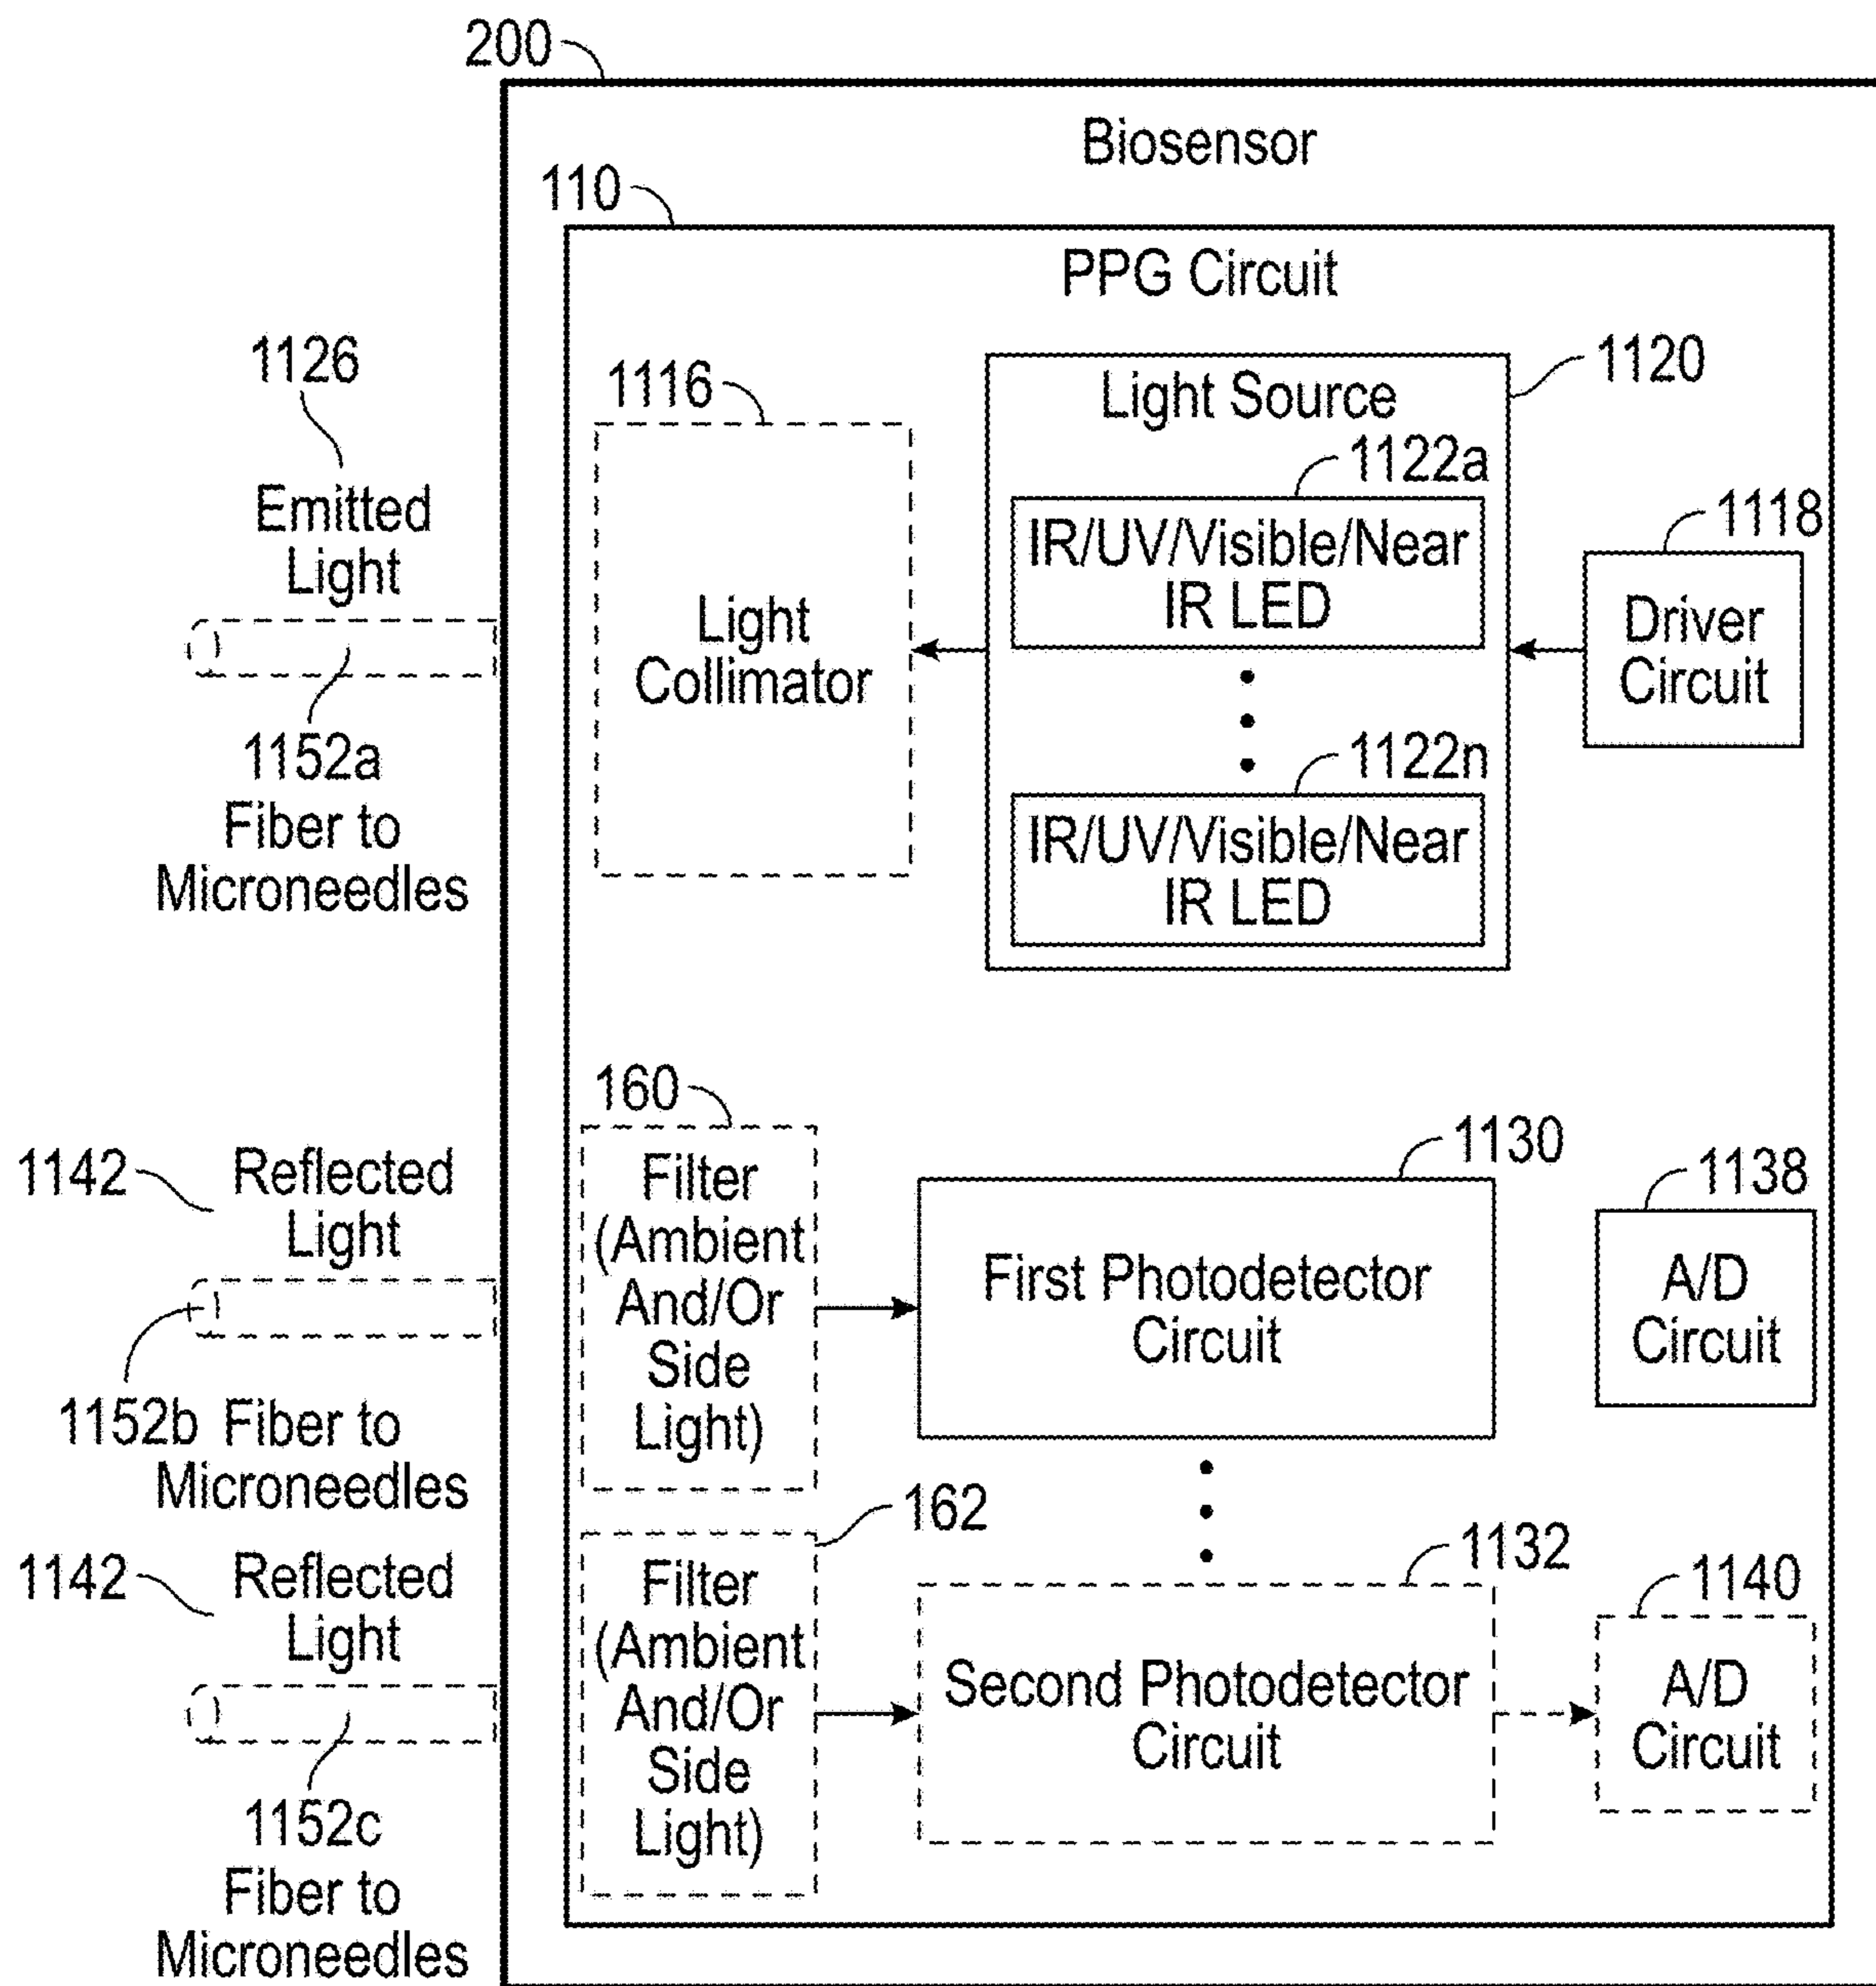 200
Biosensor
110
PPG Circuit
1126
Emitted
Light
1152a
Fiber to
Microneedles
1116
Light
Collimator
1120
Light Source
1122a
IR/UV/Visible/Near
IR LED
1122n
IR/UV/Visible/Near
IR LED
1118
Driver
Circuit
1142
Reflected
Light
1152b Fiber to
Microneedles
160
Filter
(Ambient
And/Or
Side
Light)
1130
First Photodetector
Circuit
1138
A/D
Circuit
1142
Reflected
Light
1152c
Fiber to
Microneedles
162
Filter
(Ambient
And/Or
Side
Light)
1132
Second Photodetector
Circuit
1140
A/D
Circuit